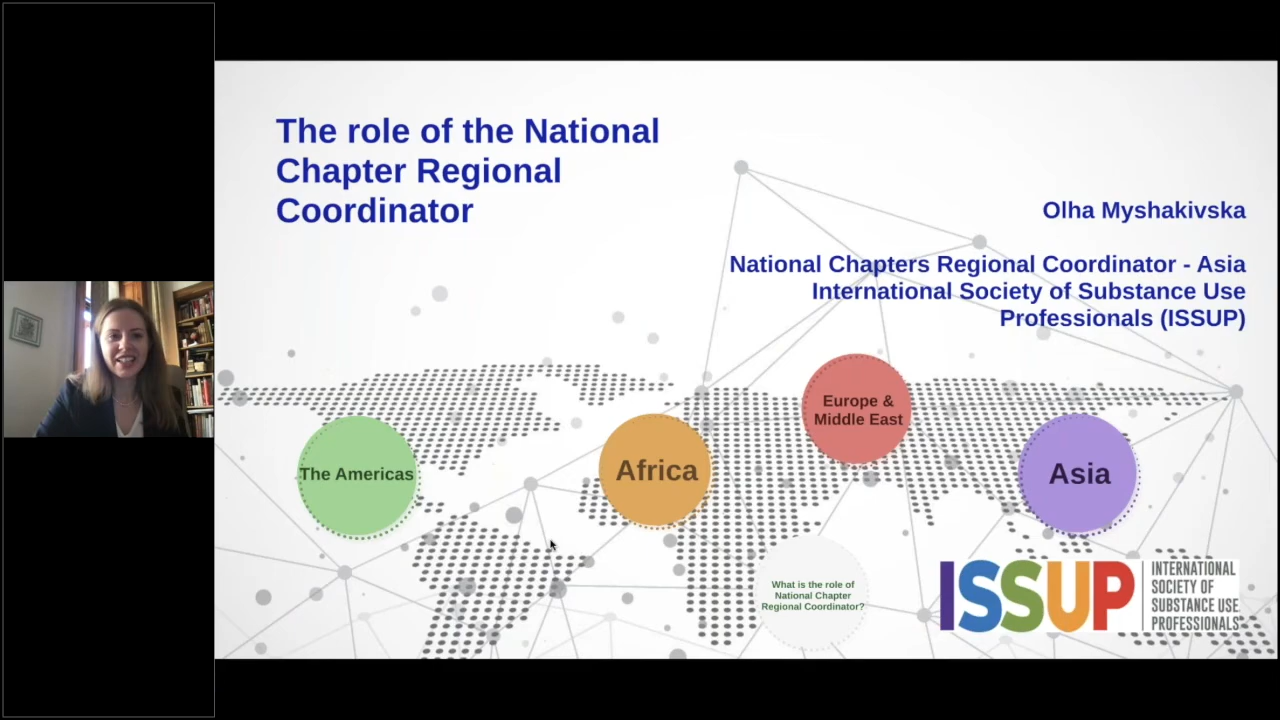 The role of the National
Chapter Regional
Coordinator
Olha Myshakivska
National Chapters Regional Coordinator - Asia
International Society of Substance Use
Professionals (ISSUP)
Europe &
Middle East
The Americas
Africa
Asia
What is the role of
National Chapter
Regional Coordinator?
ISSUP
INTERNATIONAL
SOCIETY OF
SUBSTANCE USE
PROFESSIONALS